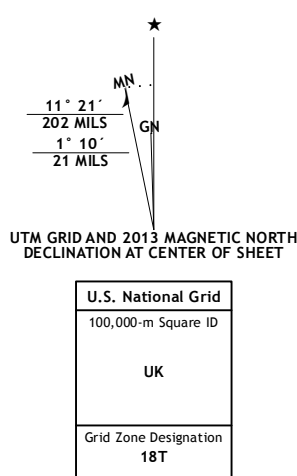 ★
MN
11° 21´
202 MILS
GN
1° 10´
21 MILS
UTM GRID AND 2013 MAGNETIC NORTH
DECLINATION AT CENTER OF SHEET
U.S. National Grid
100,000-m Square ID
UK
Grid Zone Designation
18T